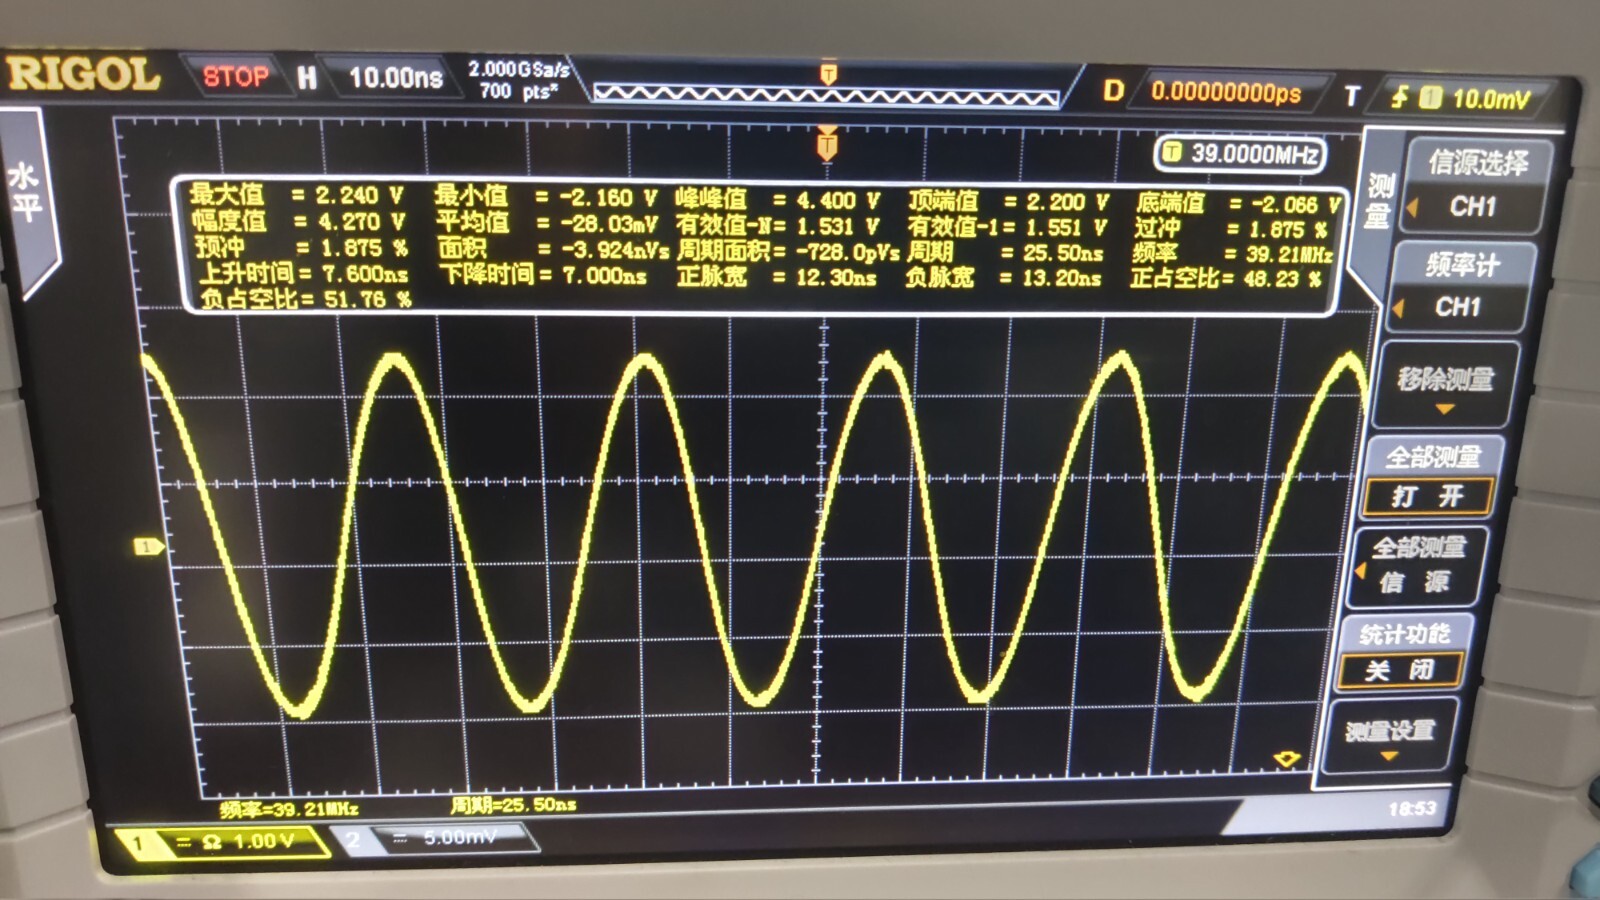 RIGOL STOP H 10.00ns 2.000GSa/s 700 pts* D 0.00000000ps T 1 10.0mV
水平
T 39.0000MHz
最大值 = 2.240 V 最小值 = -2.160 V 峰峰值 = 4.400 V 顶端值 = 2.200 V 底端值 = -2.066 V
幅度值 = 4.270 V 平均值 = -28.03mV 有效值-N= 1.531 V 有效值-1= 1.551 V 过冲 = 1.875 %
预冲 = 1.875 % 面积 = -3.924nVs 周期面积= -728.0pVs 周期 = 25.50ns 频率 = 39.21MHz
上升时间= 7.600ns 下降时间= 7.000ns 正脉宽 = 12.30ns 负脉宽 = 13.20ns 正占空比= 48.23 %
负占空比= 51.76 %
测量
信源选择
CH1
频率计
CH1
移除测量
全部测量
打 开
全部测量
信 源
统计功能
关 闭
测量设置
1
频率=39.21MHz 周期=25.50ns
1 Ω 1.00 V 2 5.00mV
18:53